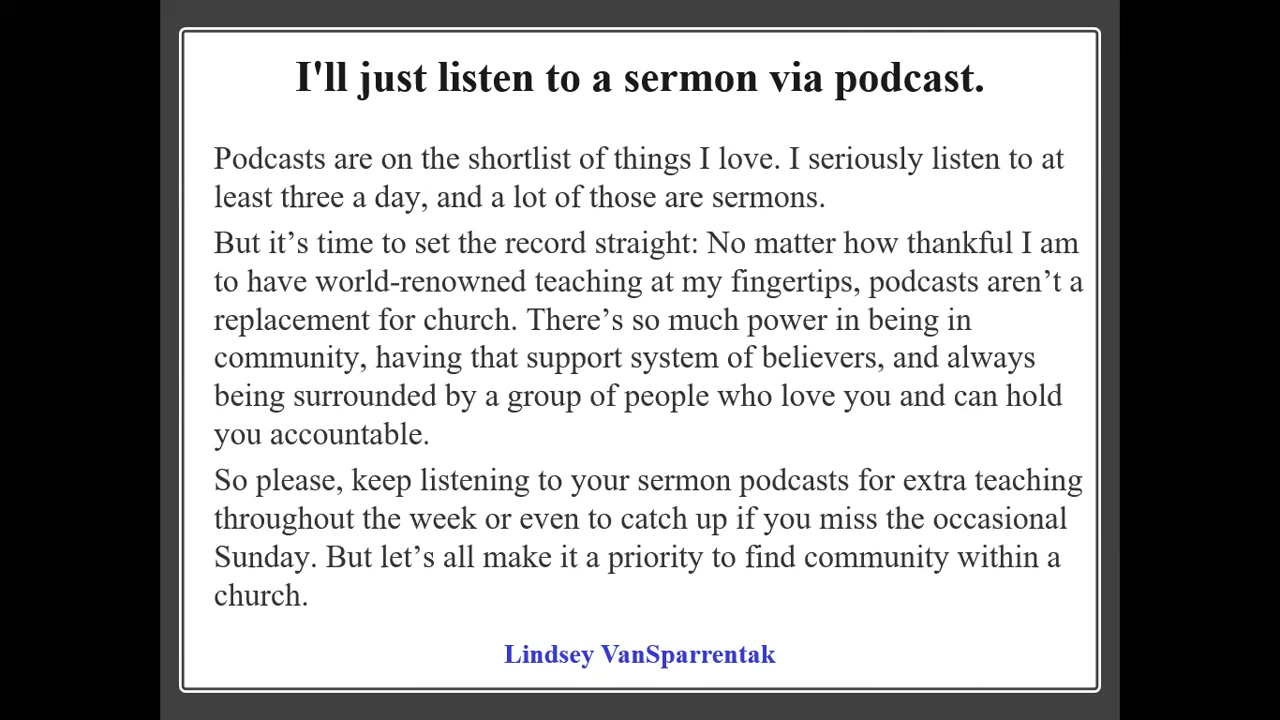 I'll just listen to a sermon via podcast.
Podcasts are on the shortlist of things I love. I seriously listen to at
least three a day, and a lot of those are sermons.
But it’s time to set the record straight: No matter how thankful I am
to have world-renowned teaching at my fingertips, podcasts aren’t a
replacement for church. There’s so much power in being in
community, having that support system of believers, and always
being surrounded by a group of people who love you and can hold
you accountable.
So please, keep listening to your sermon podcasts for extra teaching
throughout the week or even to catch up if you miss the occasional
Sunday. But let’s all make it a priority to find community within a
church.
Lindsey VanSparrentak